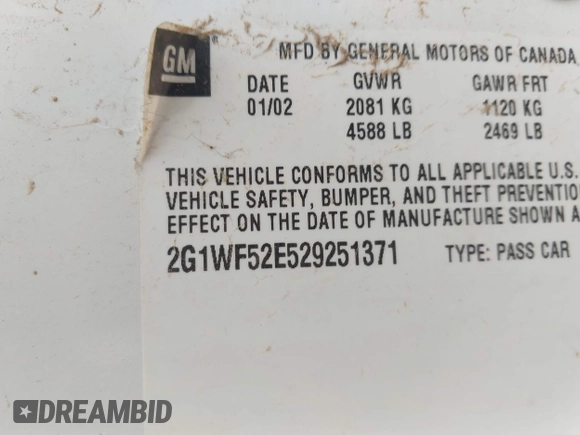 GM
MFD BY GENERAL MOTORS OF CANADA
DATE GVWR GAWR FRT
01/02 2081 KG 1120 KG
4588 LB 2469 LB
THIS VEHICLE CONFORMS TO ALL APPLICABLE U.S.
VEHICLE SAFETY, BUMPER, AND THEFT PREVENTION
EFFECT ON THE DATE OF MANUFACTURE SHOWN A
2G1WF52E529251371 TYPE: PASS CAR
DREAMBID